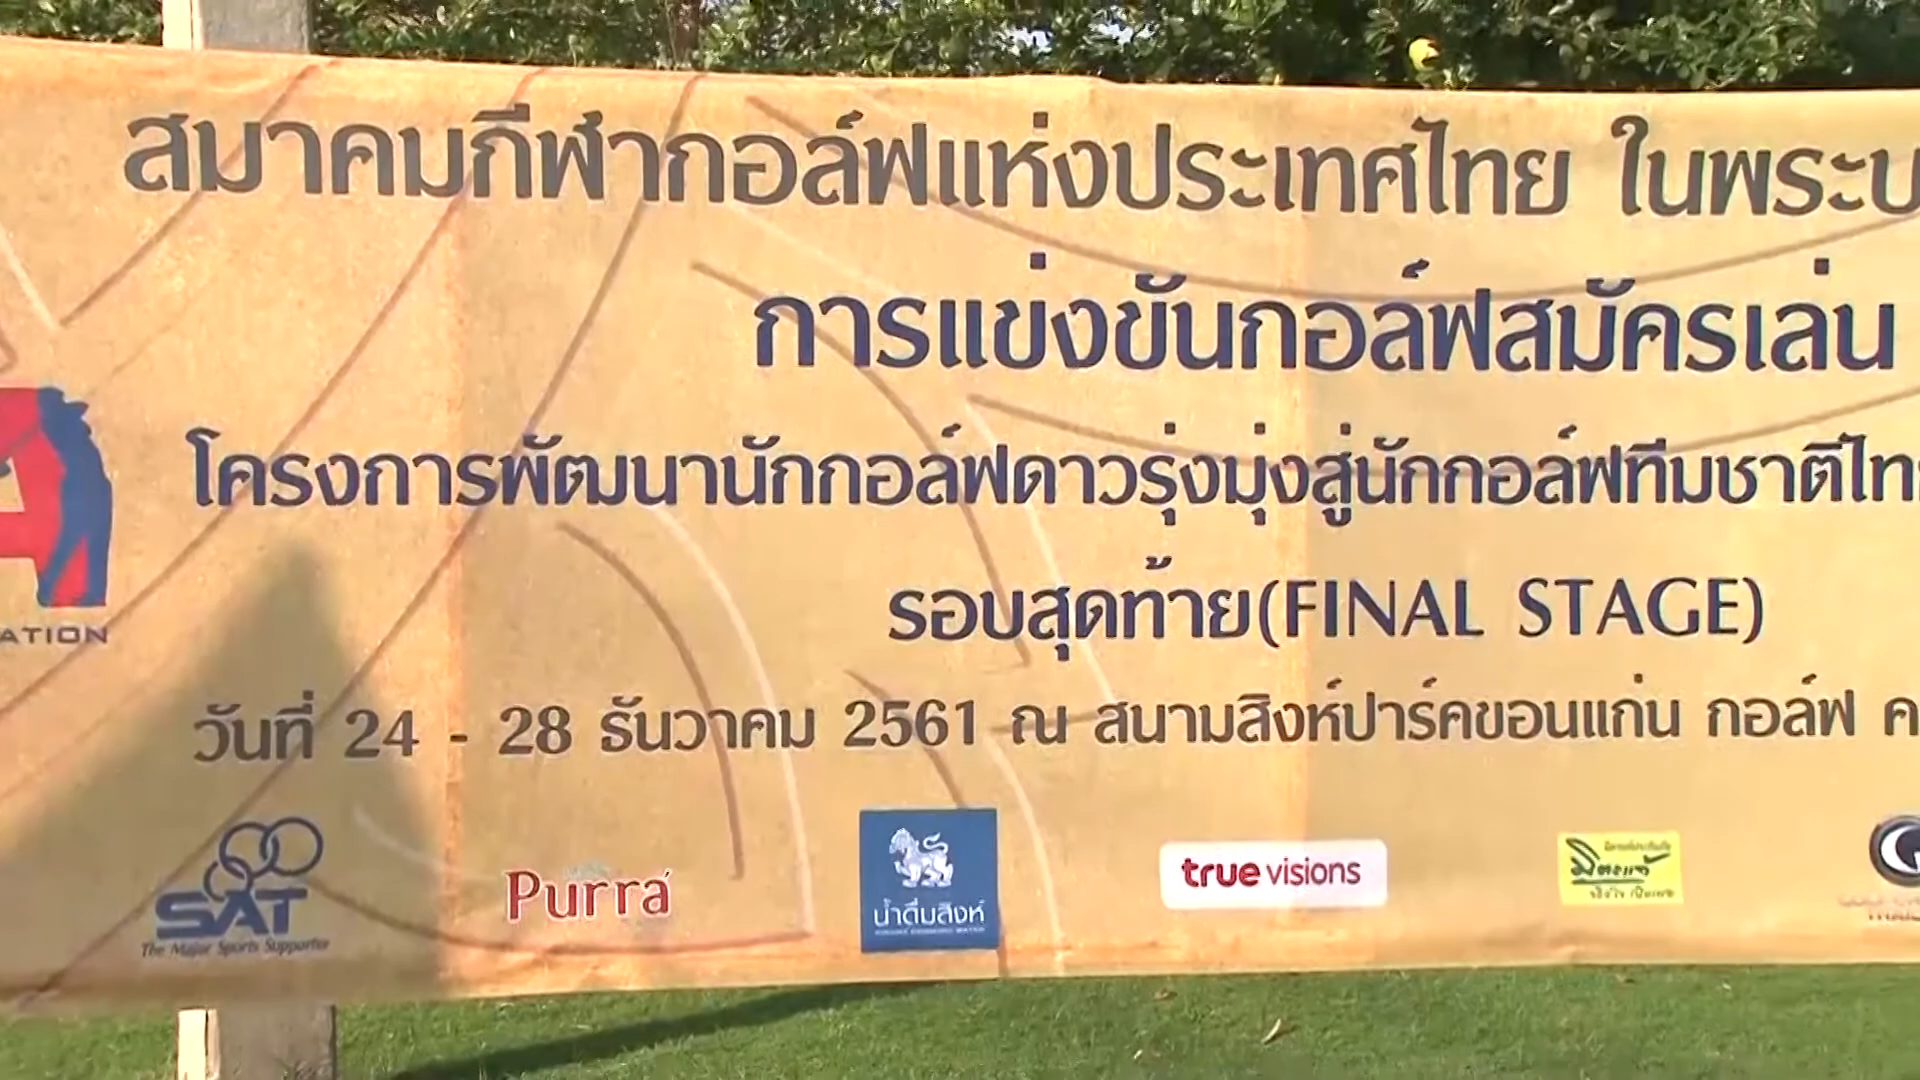 สมาคมกีฬากอล์ฟแห่งประเทศไทย ในพระบ
การแข่งขันกอล์ฟสมัครเล่น
โครงการพัฒนานักกอล์ฟดาวรุ่งมุ่งสู่นักกอล์ฟทีมชาติไท
รอบสุดท้าย(FINAL STAGE)
ATION
วันที่ 24 - 28 ธันวาคม 2561 ณ สนามสิงห์ปาร์คขอนแก่น กอล์ฟ ค
SAT
The Major Sports Supporter
Purra
น้ำดื่มสิงห์
true visions